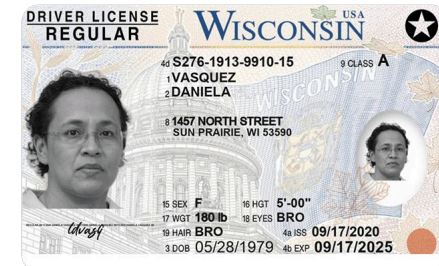 DRIVER LICENSE
REGULAR
WISCONSIN USA
4d S276-1913-9910-15
9 CLASS A
1 VASQUEZ
2 DANIELA
8 1457 NORTH STREET
SUN PRAIRIE, WI 53590
WISCONSIN
15 SEX F 16 HGT 5'-00"
17 WGT 180 lb 18 EYES BRO
19 HAIR BRO 4a ISS 09/17/2020
3 DOB 05/28/1979 4b EXP 09/17/2025